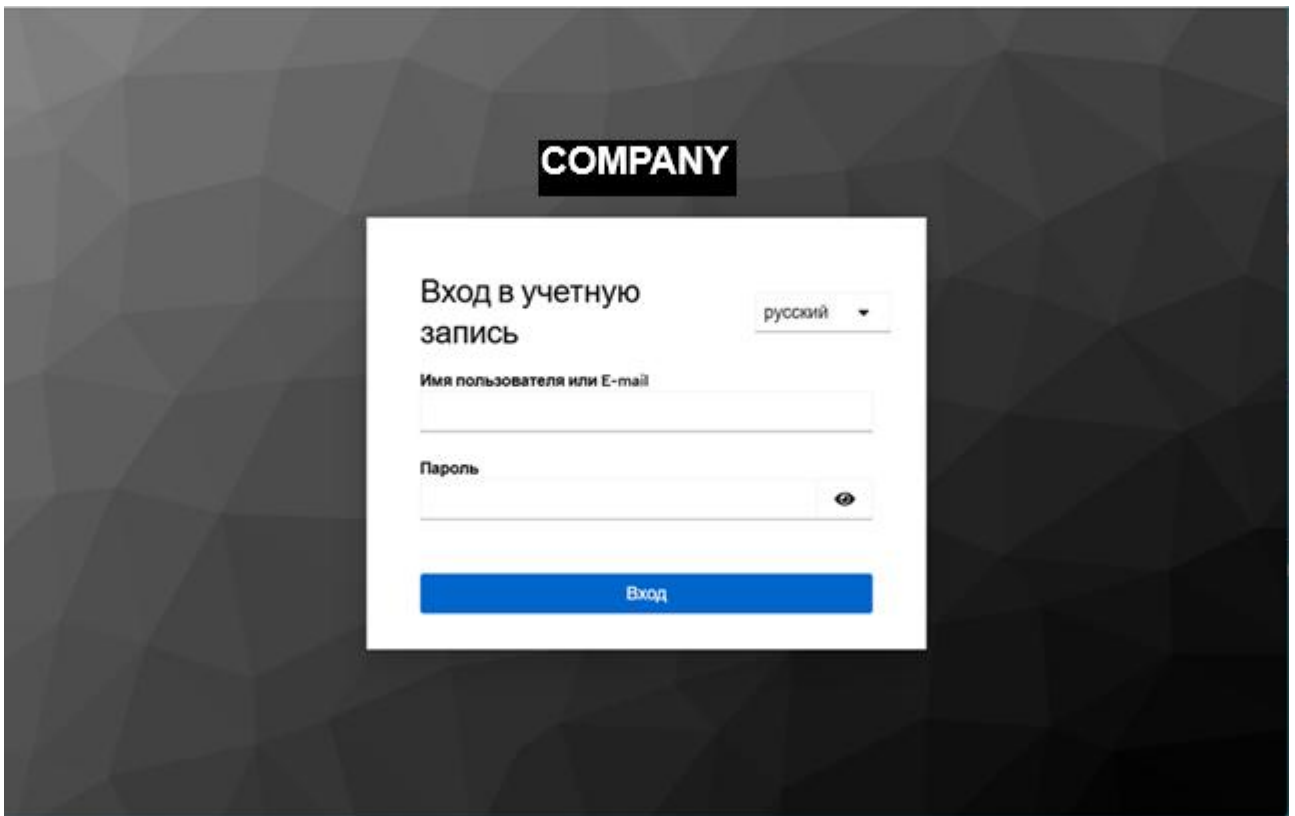 COMPANY
Вход в учетную
запись
русский
Имя пользователя или E-mail
Пароль
Вход